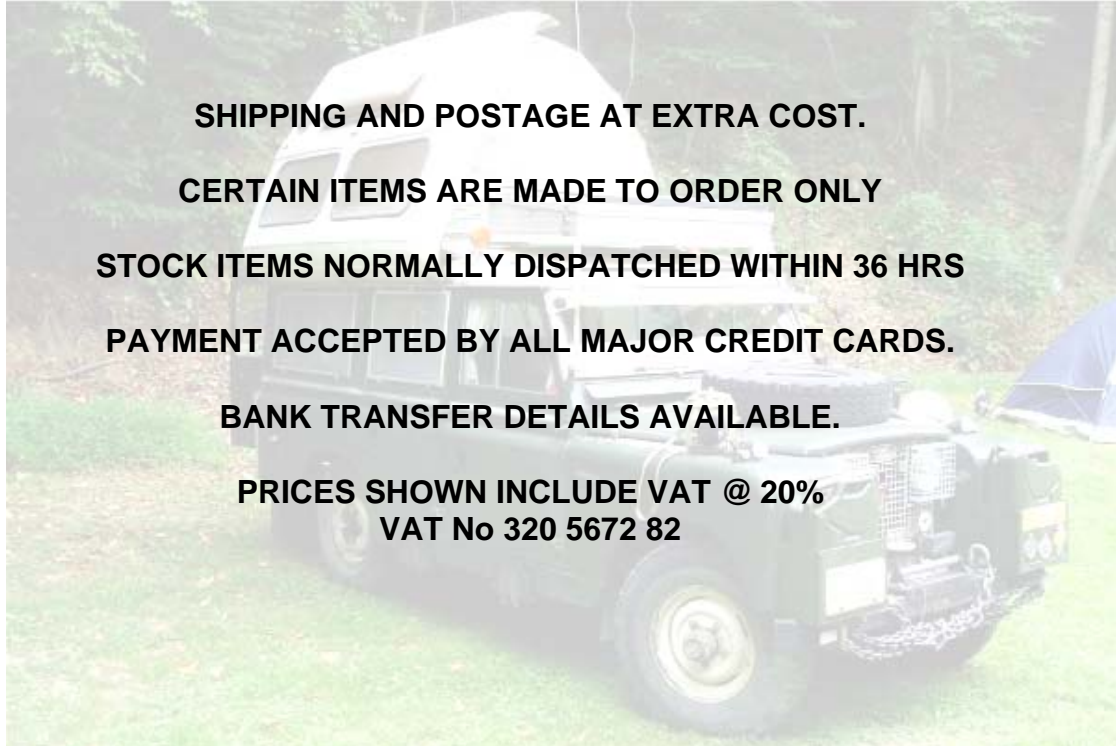 SHIPPING AND POSTAGE AT EXTRA COST.
CERTAIN ITEMS ARE MADE TO ORDER ONLY
STOCK ITEMS NORMALLY DISPATCHED WITHIN 36 HRS
PAYMENT ACCEPTED BY ALL MAJOR CREDIT CARDS.
BANK TRANSFER DETAILS AVAILABLE.
PRICES SHOWN INCLUDE VAT @ 20%
VAT No 320 5672 82